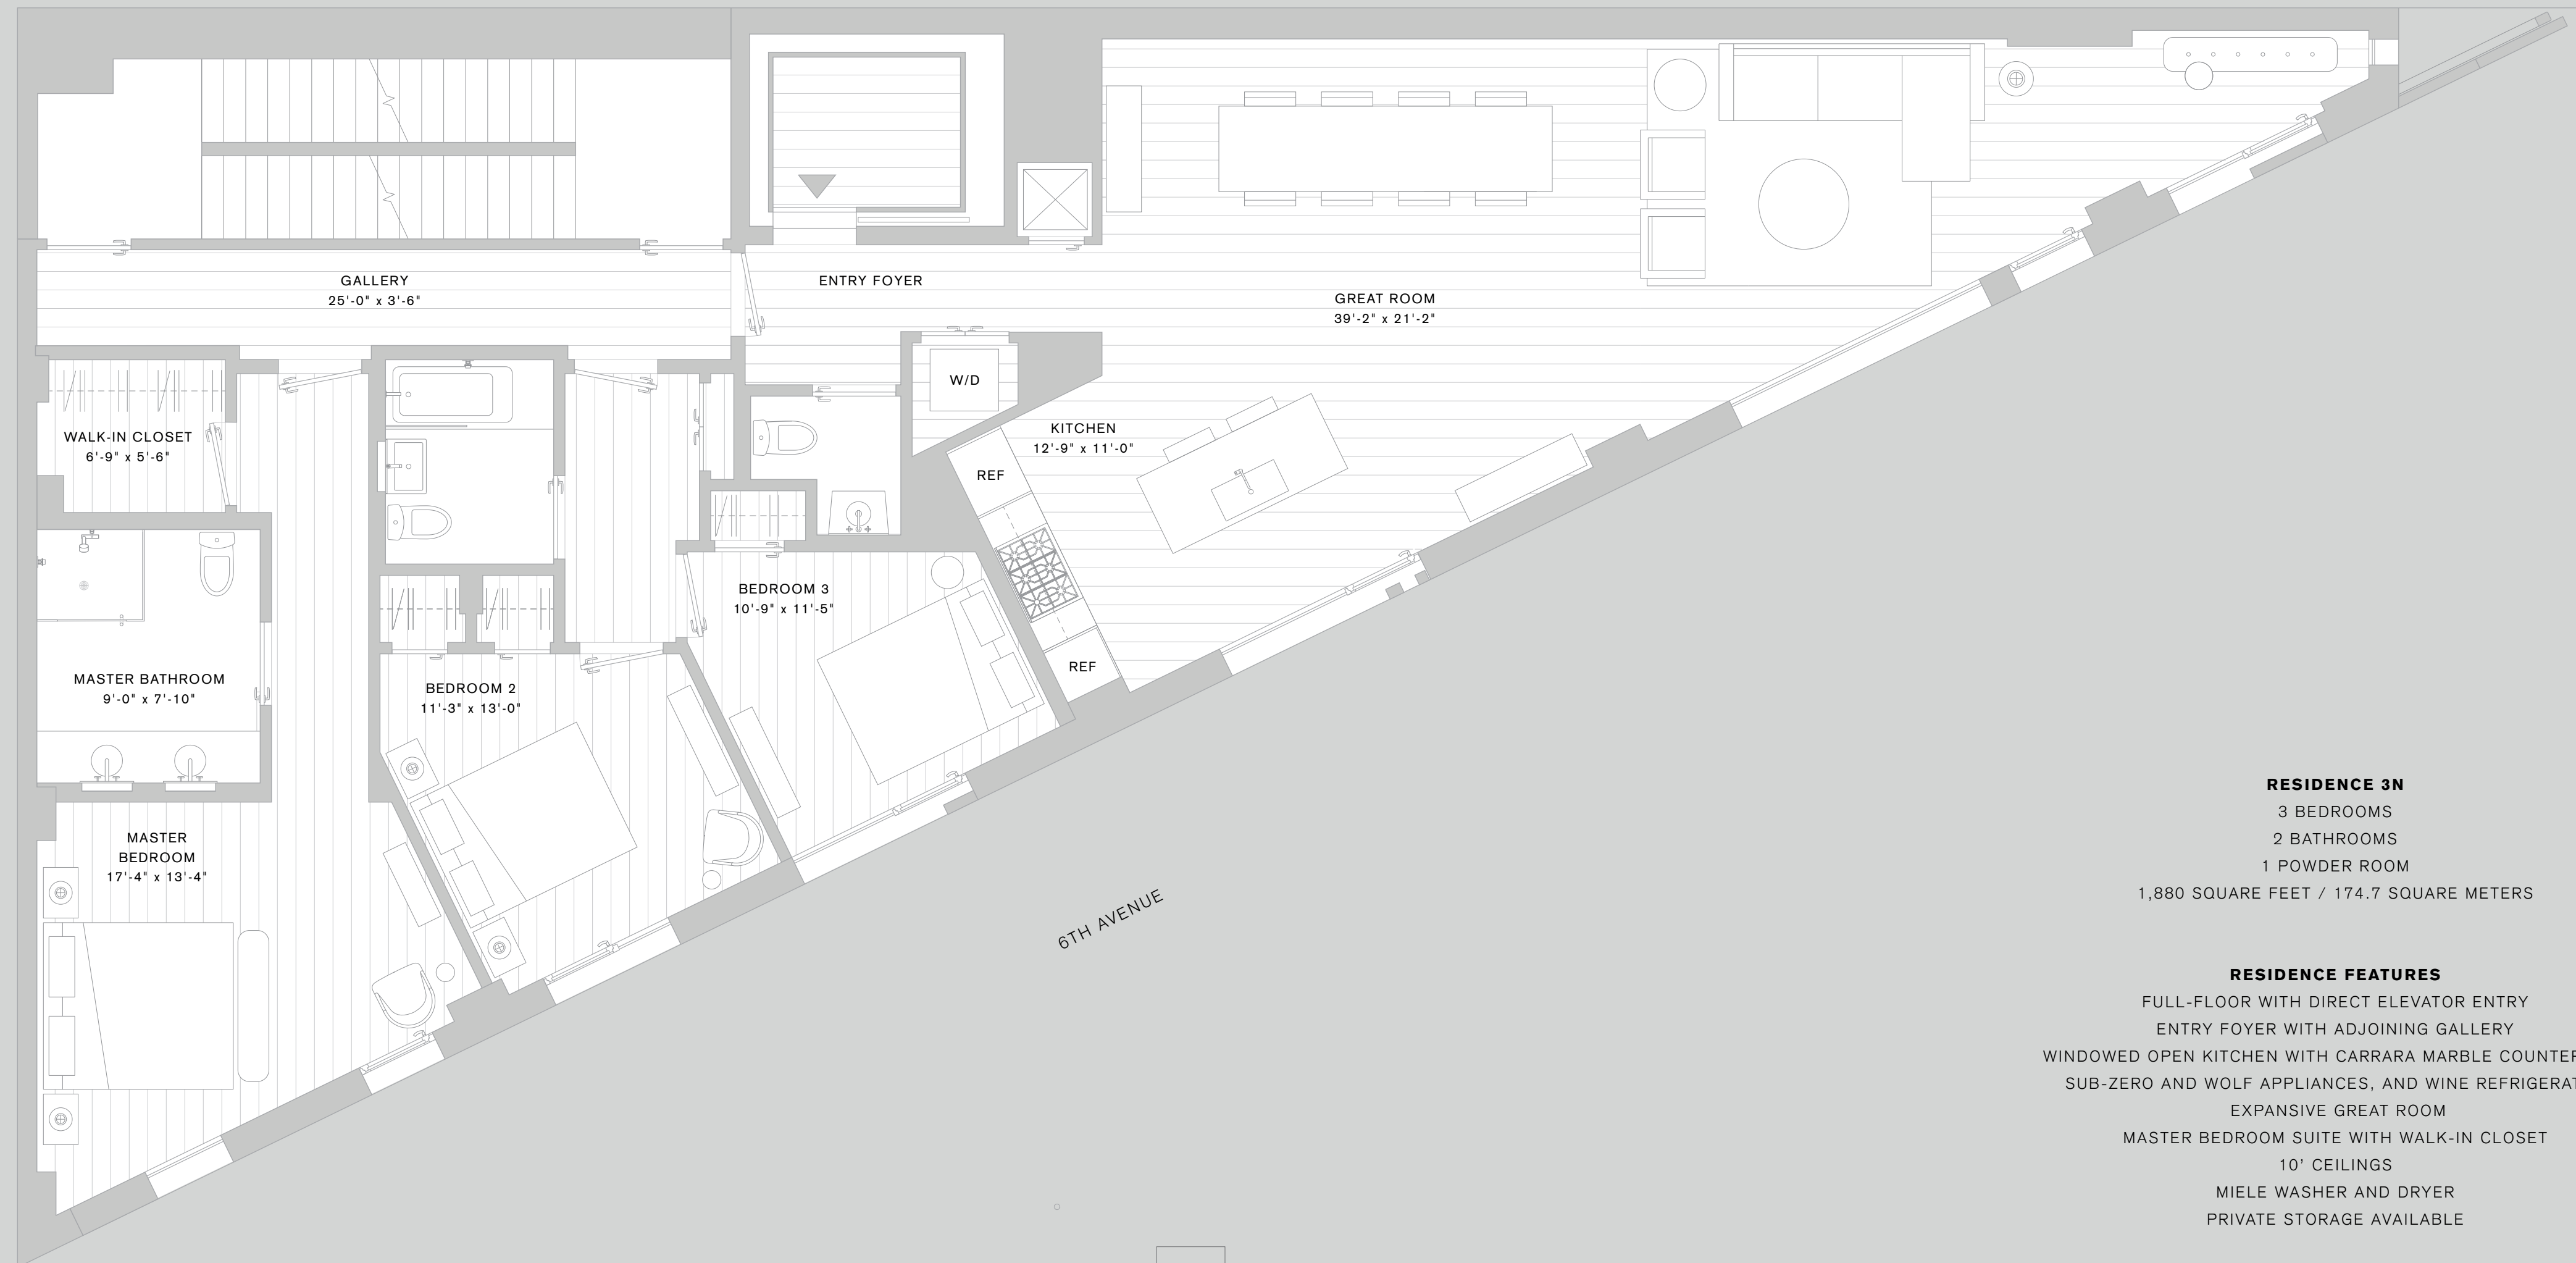 GALLERY
25'-0" x 3'-6"
ENTRY FOYER
GREAT ROOM
39'-2" x 21'-2"
W/D
WALK-IN CLOSET
6'-9" x 5'-6"
KITCHEN
12'-9" x 11'-0"
REF
BEDROOM 3
10'-9" x 11'-5"
REF
MASTER BATHROOM
9'-0" x 7'-10"
BEDROOM 2
11'-3" x 13'-0"
MASTER
BEDROOM
17'-4" x 13'-4"
6TH AVENUE
RESIDENCE 3N
3 BEDROOMS
2 BATHROOMS
1 POWDER ROOM
1,880 SQUARE FEET / 174.7 SQUARE METERS
RESIDENCE FEATURES
FULL-FLOOR WITH DIRECT ELEVATOR ENTRY
ENTRY FOYER WITH ADJOINING GALLERY
WINDOWED OPEN KITCHEN WITH CARRARA MARBLE COUNTER
SUB-ZERO AND WOLF APPLIANCES, AND WINE REFRIGERAT
EXPANSIVE GREAT ROOM
MASTER BEDROOM SUITE WITH WALK-IN CLOSET
10’ CEILINGS
MIELE WASHER AND DRYER
PRIVATE STORAGE AVAILABLE